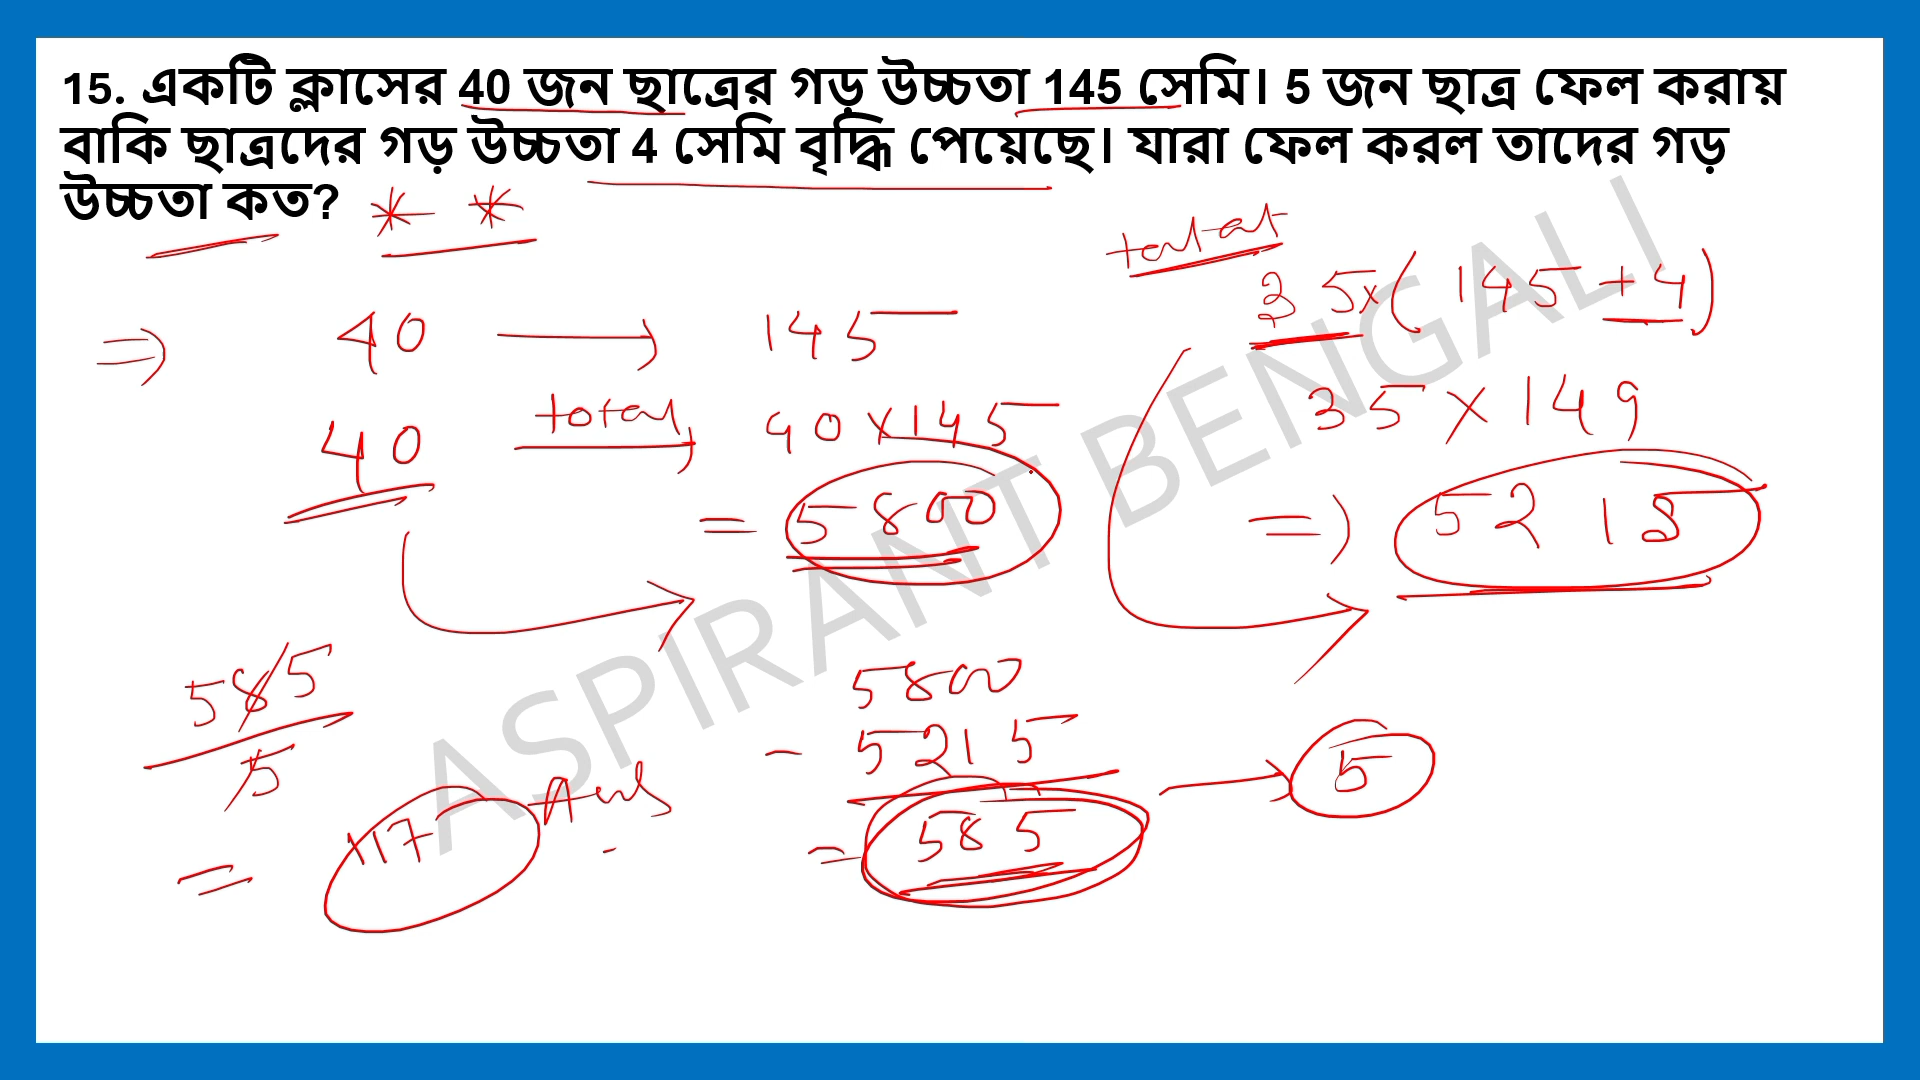 15. একটি ক্লাসের 40 জন ছাত্রের গড় উচ্চতা 145 সেমি। 5 জন ছাত্র ফেল করায়
বাকি ছাত্রদের গড় উচ্চতা 4 সেমি বৃদ্ধি পেয়েছে। যারা ফেল করল তাদের গড়
উচ্চতা কত? * *
total
35×(145+4)
⇒ 40 → 145
35×149
40 total → 40×145
= 5800
⇒ 5215
585
5
5800
- 5215 → 5
= 585
= 117 Ans
ASPIRANT BENGALI